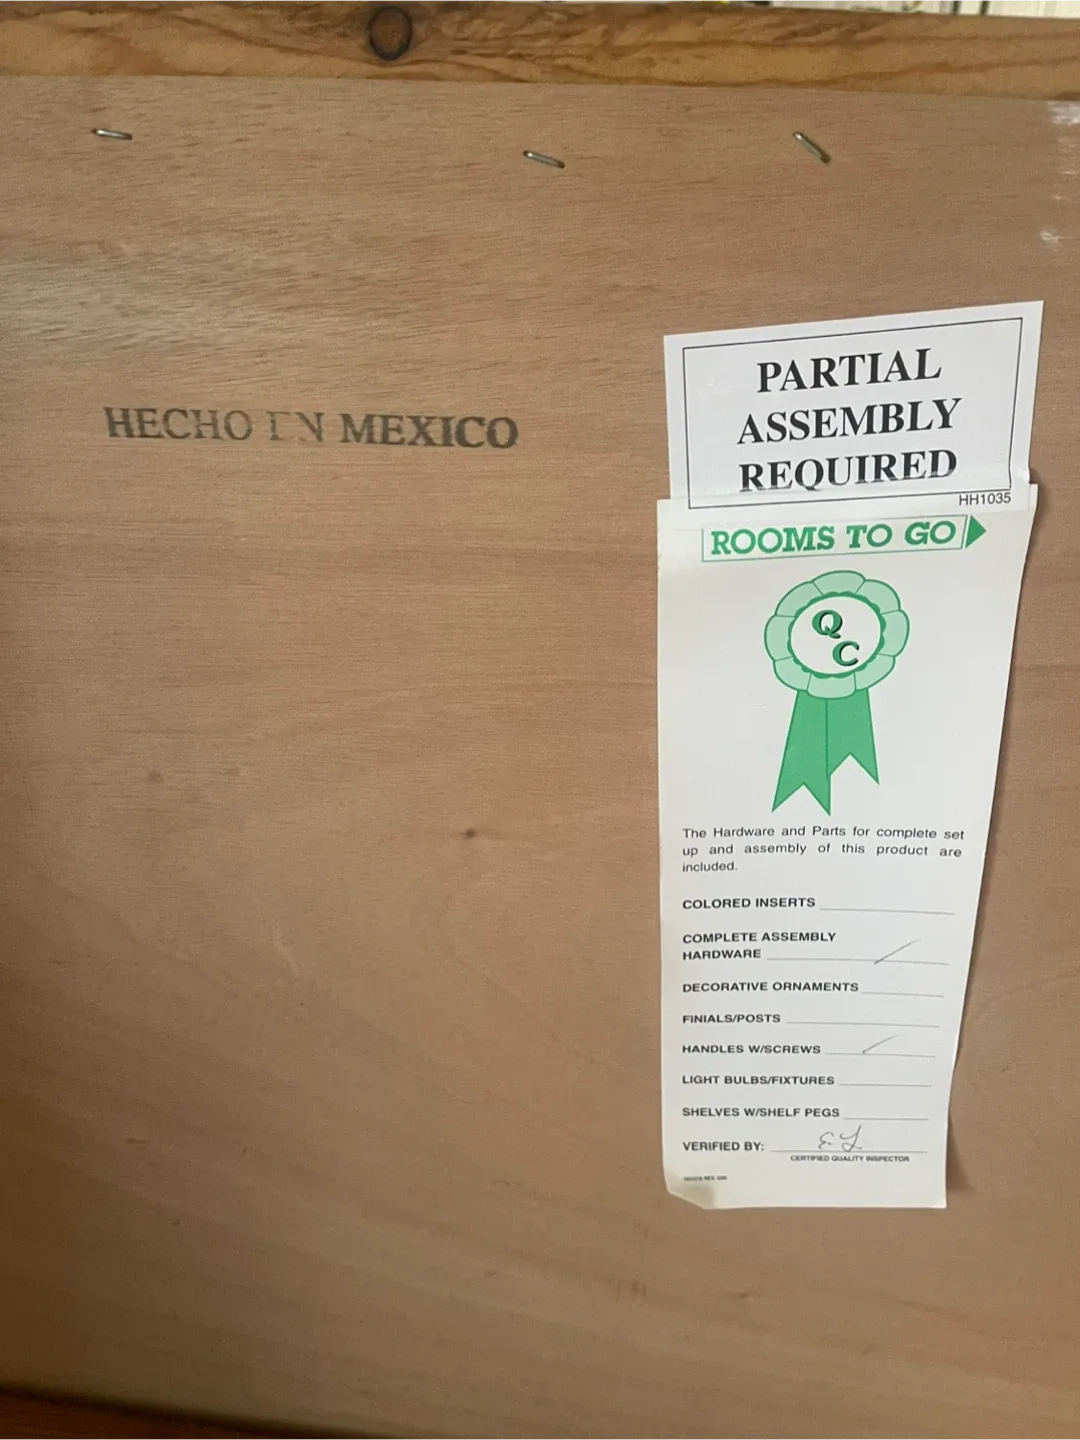 HECHO EN MEXICO
PARTIAL
ASSEMBLY
REQUIRED
HH1035
ROOMS TO GO
Q
C
The Hardware and Parts for complete set
up and assembly of this product are
included.
COLORED INSERTS
COMPLETE ASSEMBLY
HARDWARE
DECORATIVE ORNAMENTS
FINIALS/POSTS
HANDLES W/SCREWS
LIGHT BULBS/FIXTURES
SHELVES W/SHELF PEGS
VERIFIED BY:
CERTIFIED QUALITY INSPECTOR